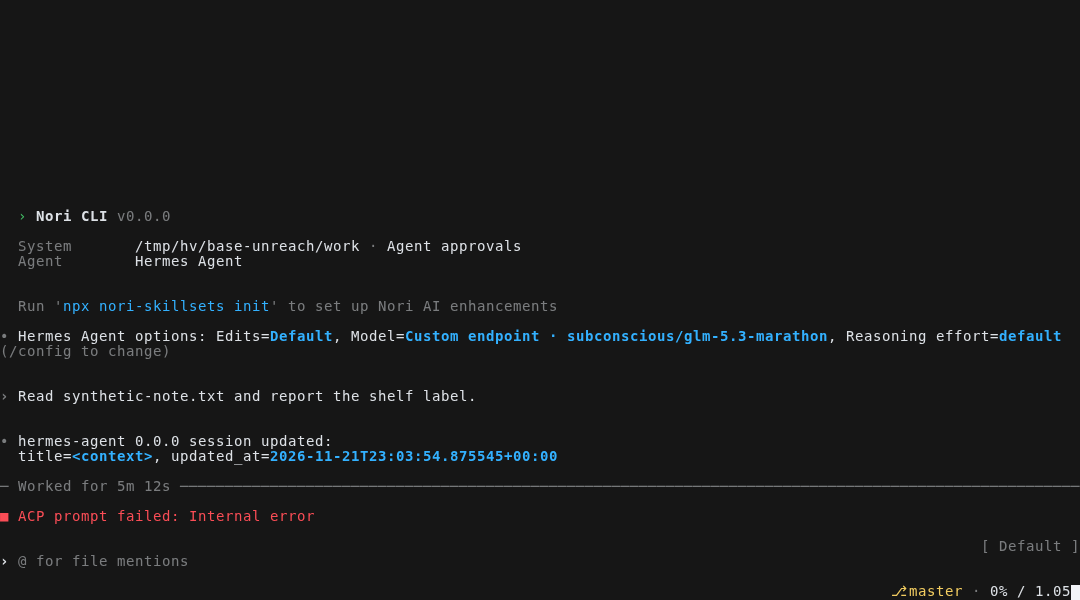 › Nori CLI v0.0.0
System /tmp/hv/base-unreach/work · Agent approvals
Agent Hermes Agent
Run 'npx nori-skillsets init' to set up Nori AI enhancements
• Hermes Agent options: Edits=Default, Model=Custom endpoint · subconscious/glm-5.3-marathon, Reasoning effort=default
(/config to change)
› Read synthetic-note.txt and report the shelf label.
• hermes-agent 0.0.0 session updated:
title=<context>, updated_at=2026-11-21T23:03:54.875545+00:00
─ Worked for 5m 12s ─
■ ACP prompt failed: Internal error
[ Default ]
› @ for file mentions
⎇master · 0% / 1.05